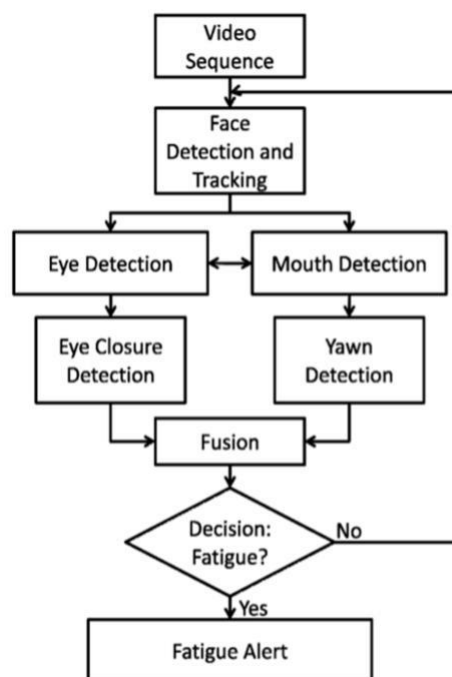 Video
Sequence
Face
Detection and
Tracking
Eye Detection
Mouth Detection
Eye Closure
Detection
Yawn
Detection
Fusion
Decision:
Fatigue?
No
Yes
Fatigue Alert